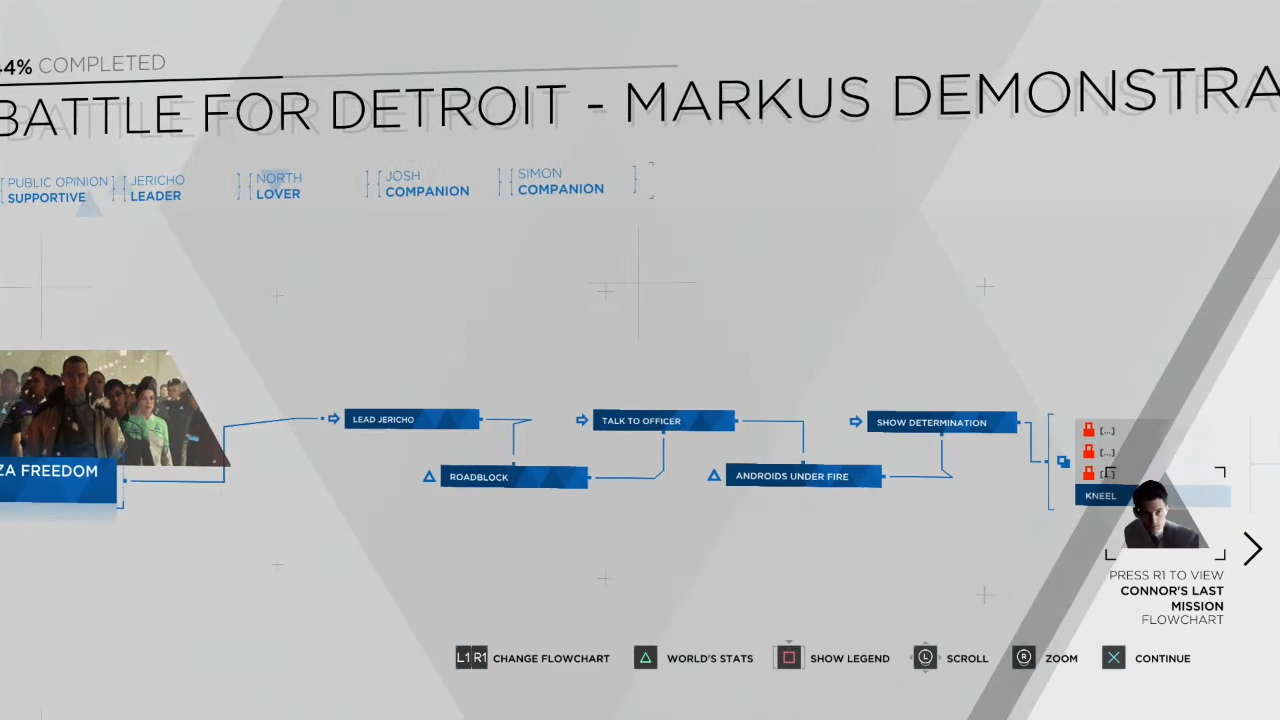 44% COMPLETED
BATTLE FOR DETROIT - MARKUS DEMONSTRA
PUBLIC OPINION
SUPPORTIVE
JERICHO
LEADER
NORTH
LOVER
JOSH
COMPANION
SIMON
COMPANION
ZA FREEDOM
LEAD JERICHO
ROADBLOCK
TALK TO OFFICER
ANDROIDS UNDER FIRE
SHOW DETERMINATION
[...]
[...]
[...]
KNEEL
PRESS R1 TO VIEW
CONNOR'S LAST
MISSION
FLOWCHART
L1 R1 CHANGE FLOWCHART
WORLD'S STATS
SHOW LEGEND
L SCROLL
R ZOOM
CONTINUE